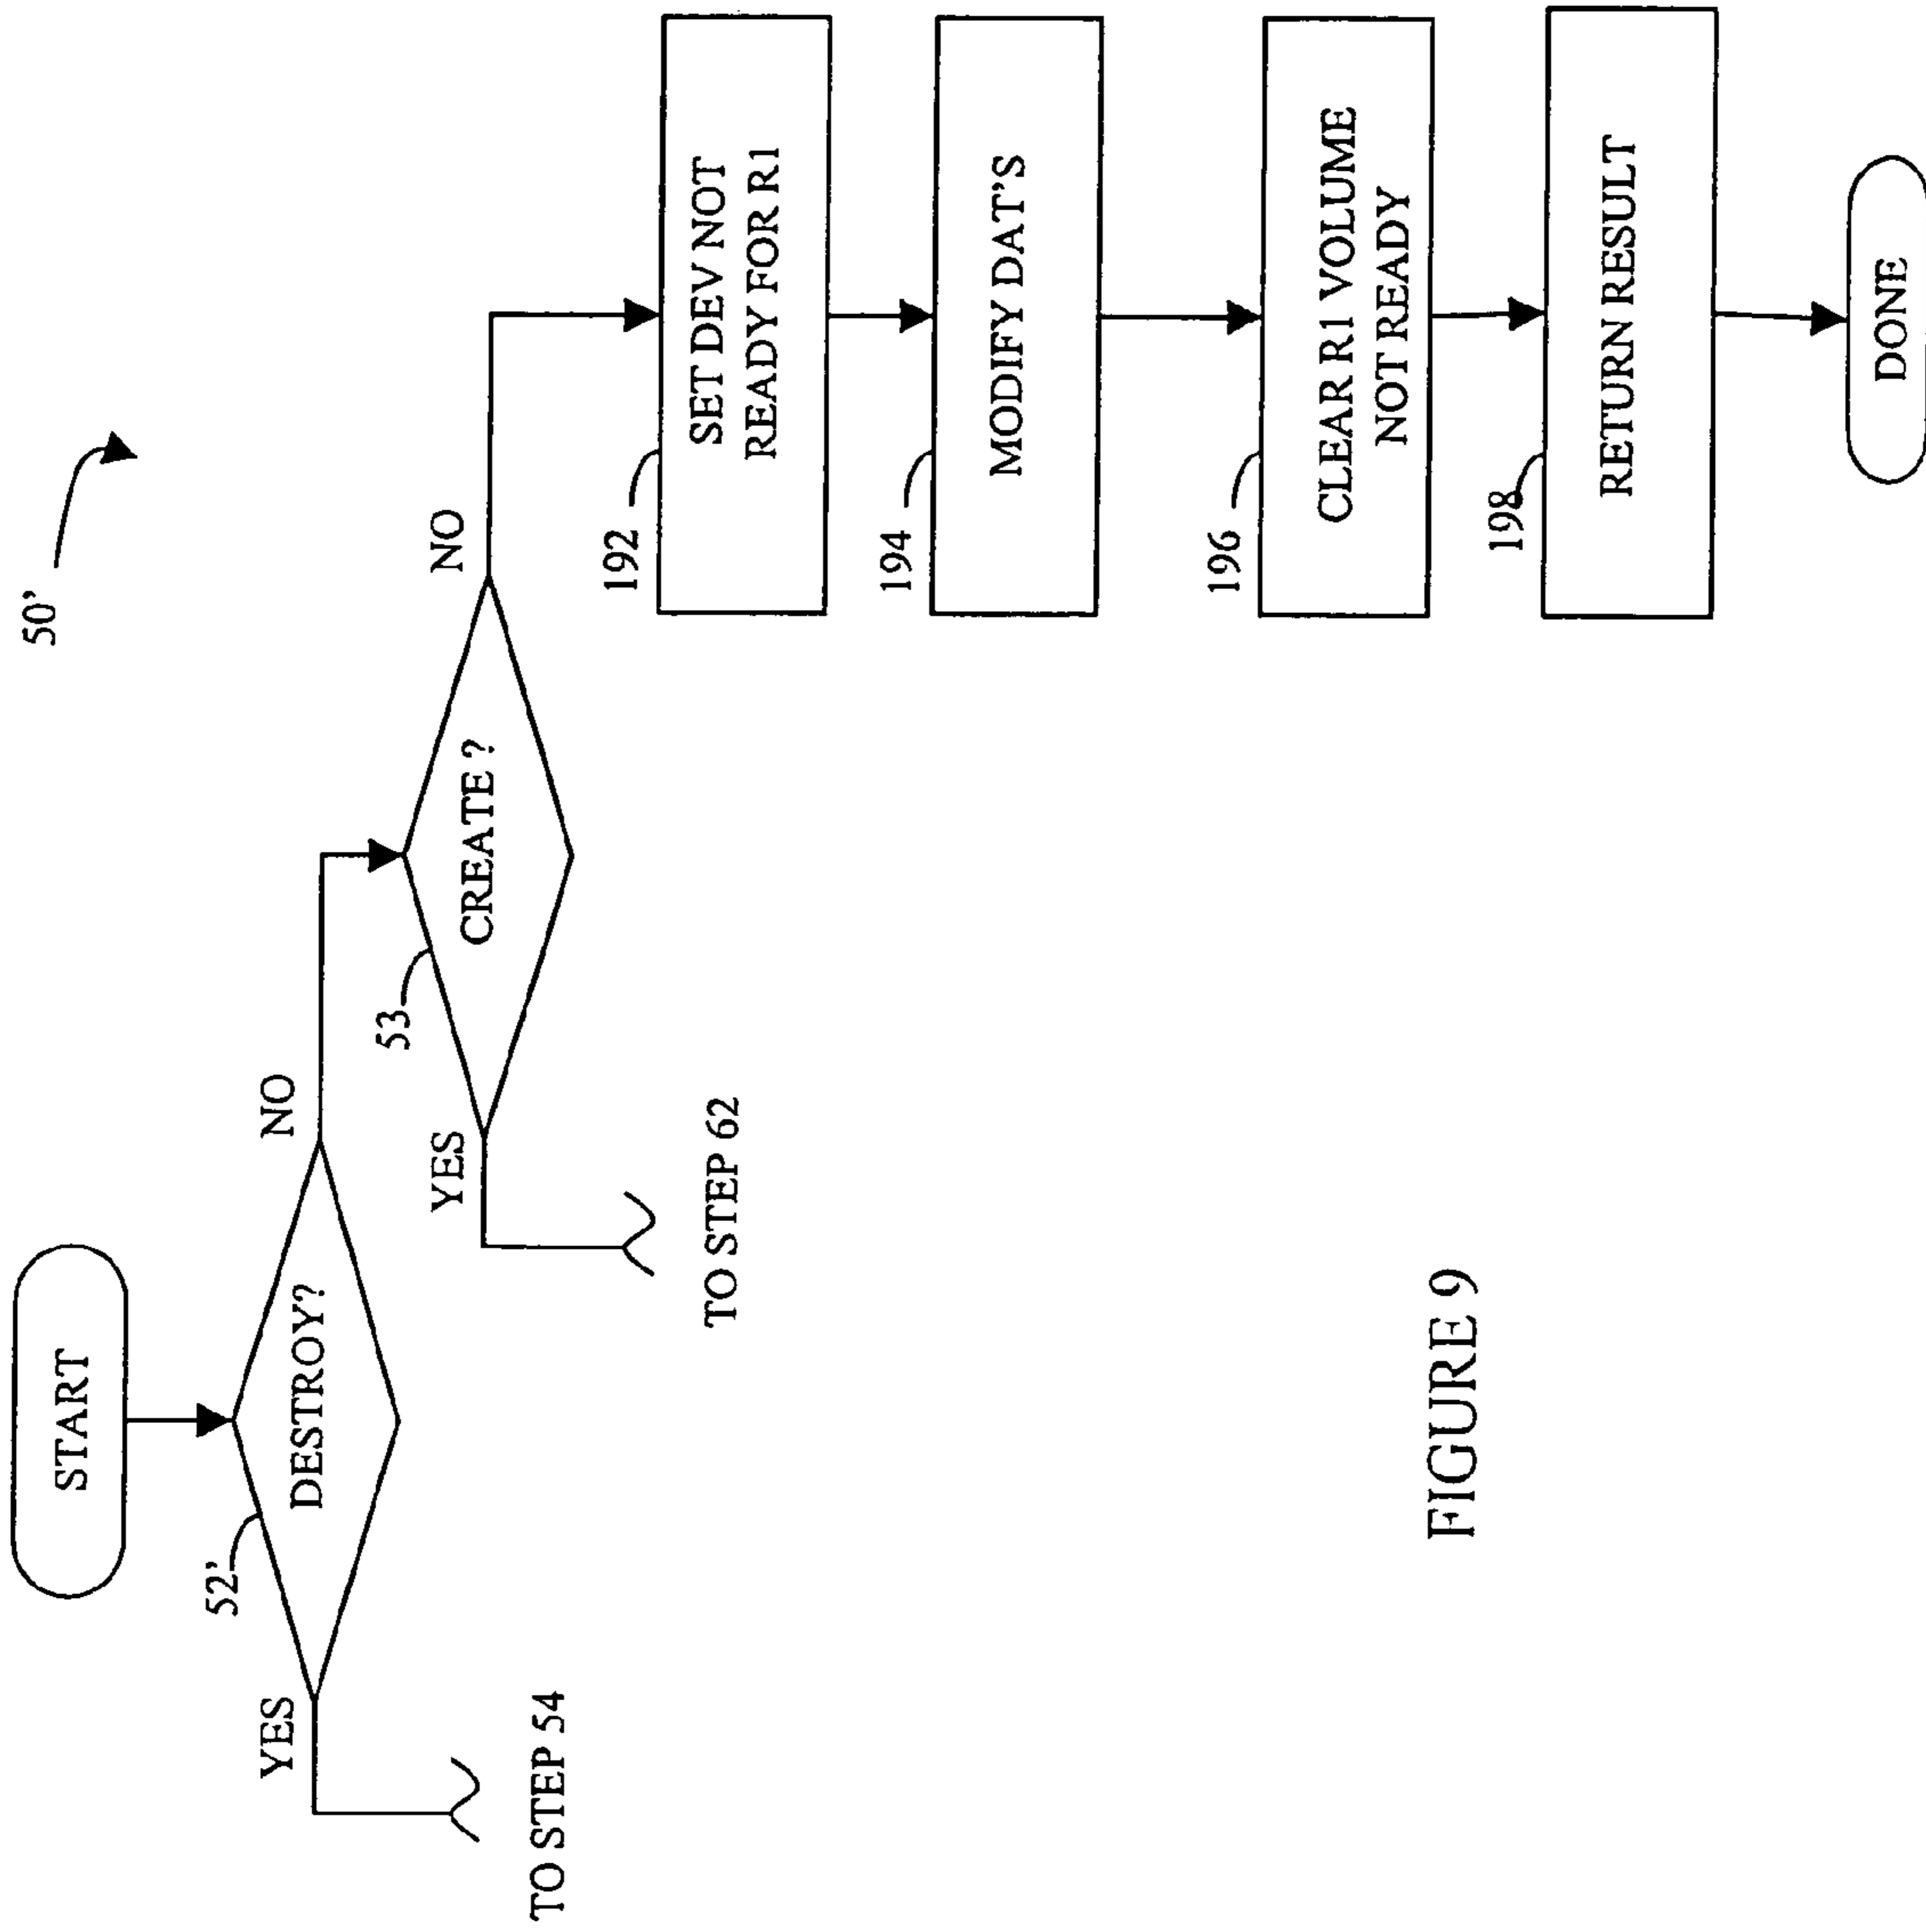 50'
START
52'
DESTROY?
YES
NO
TO STEP 54
53
CREATE ?
YES
NO
TO STEP 62
192
SET DEV NOT
READY FOR R1
194
MODIFY DAT'S
196
CLEAR R1 VOLUME
NOT READY
198
RETURN RESULT
DONE
FIGURE 9